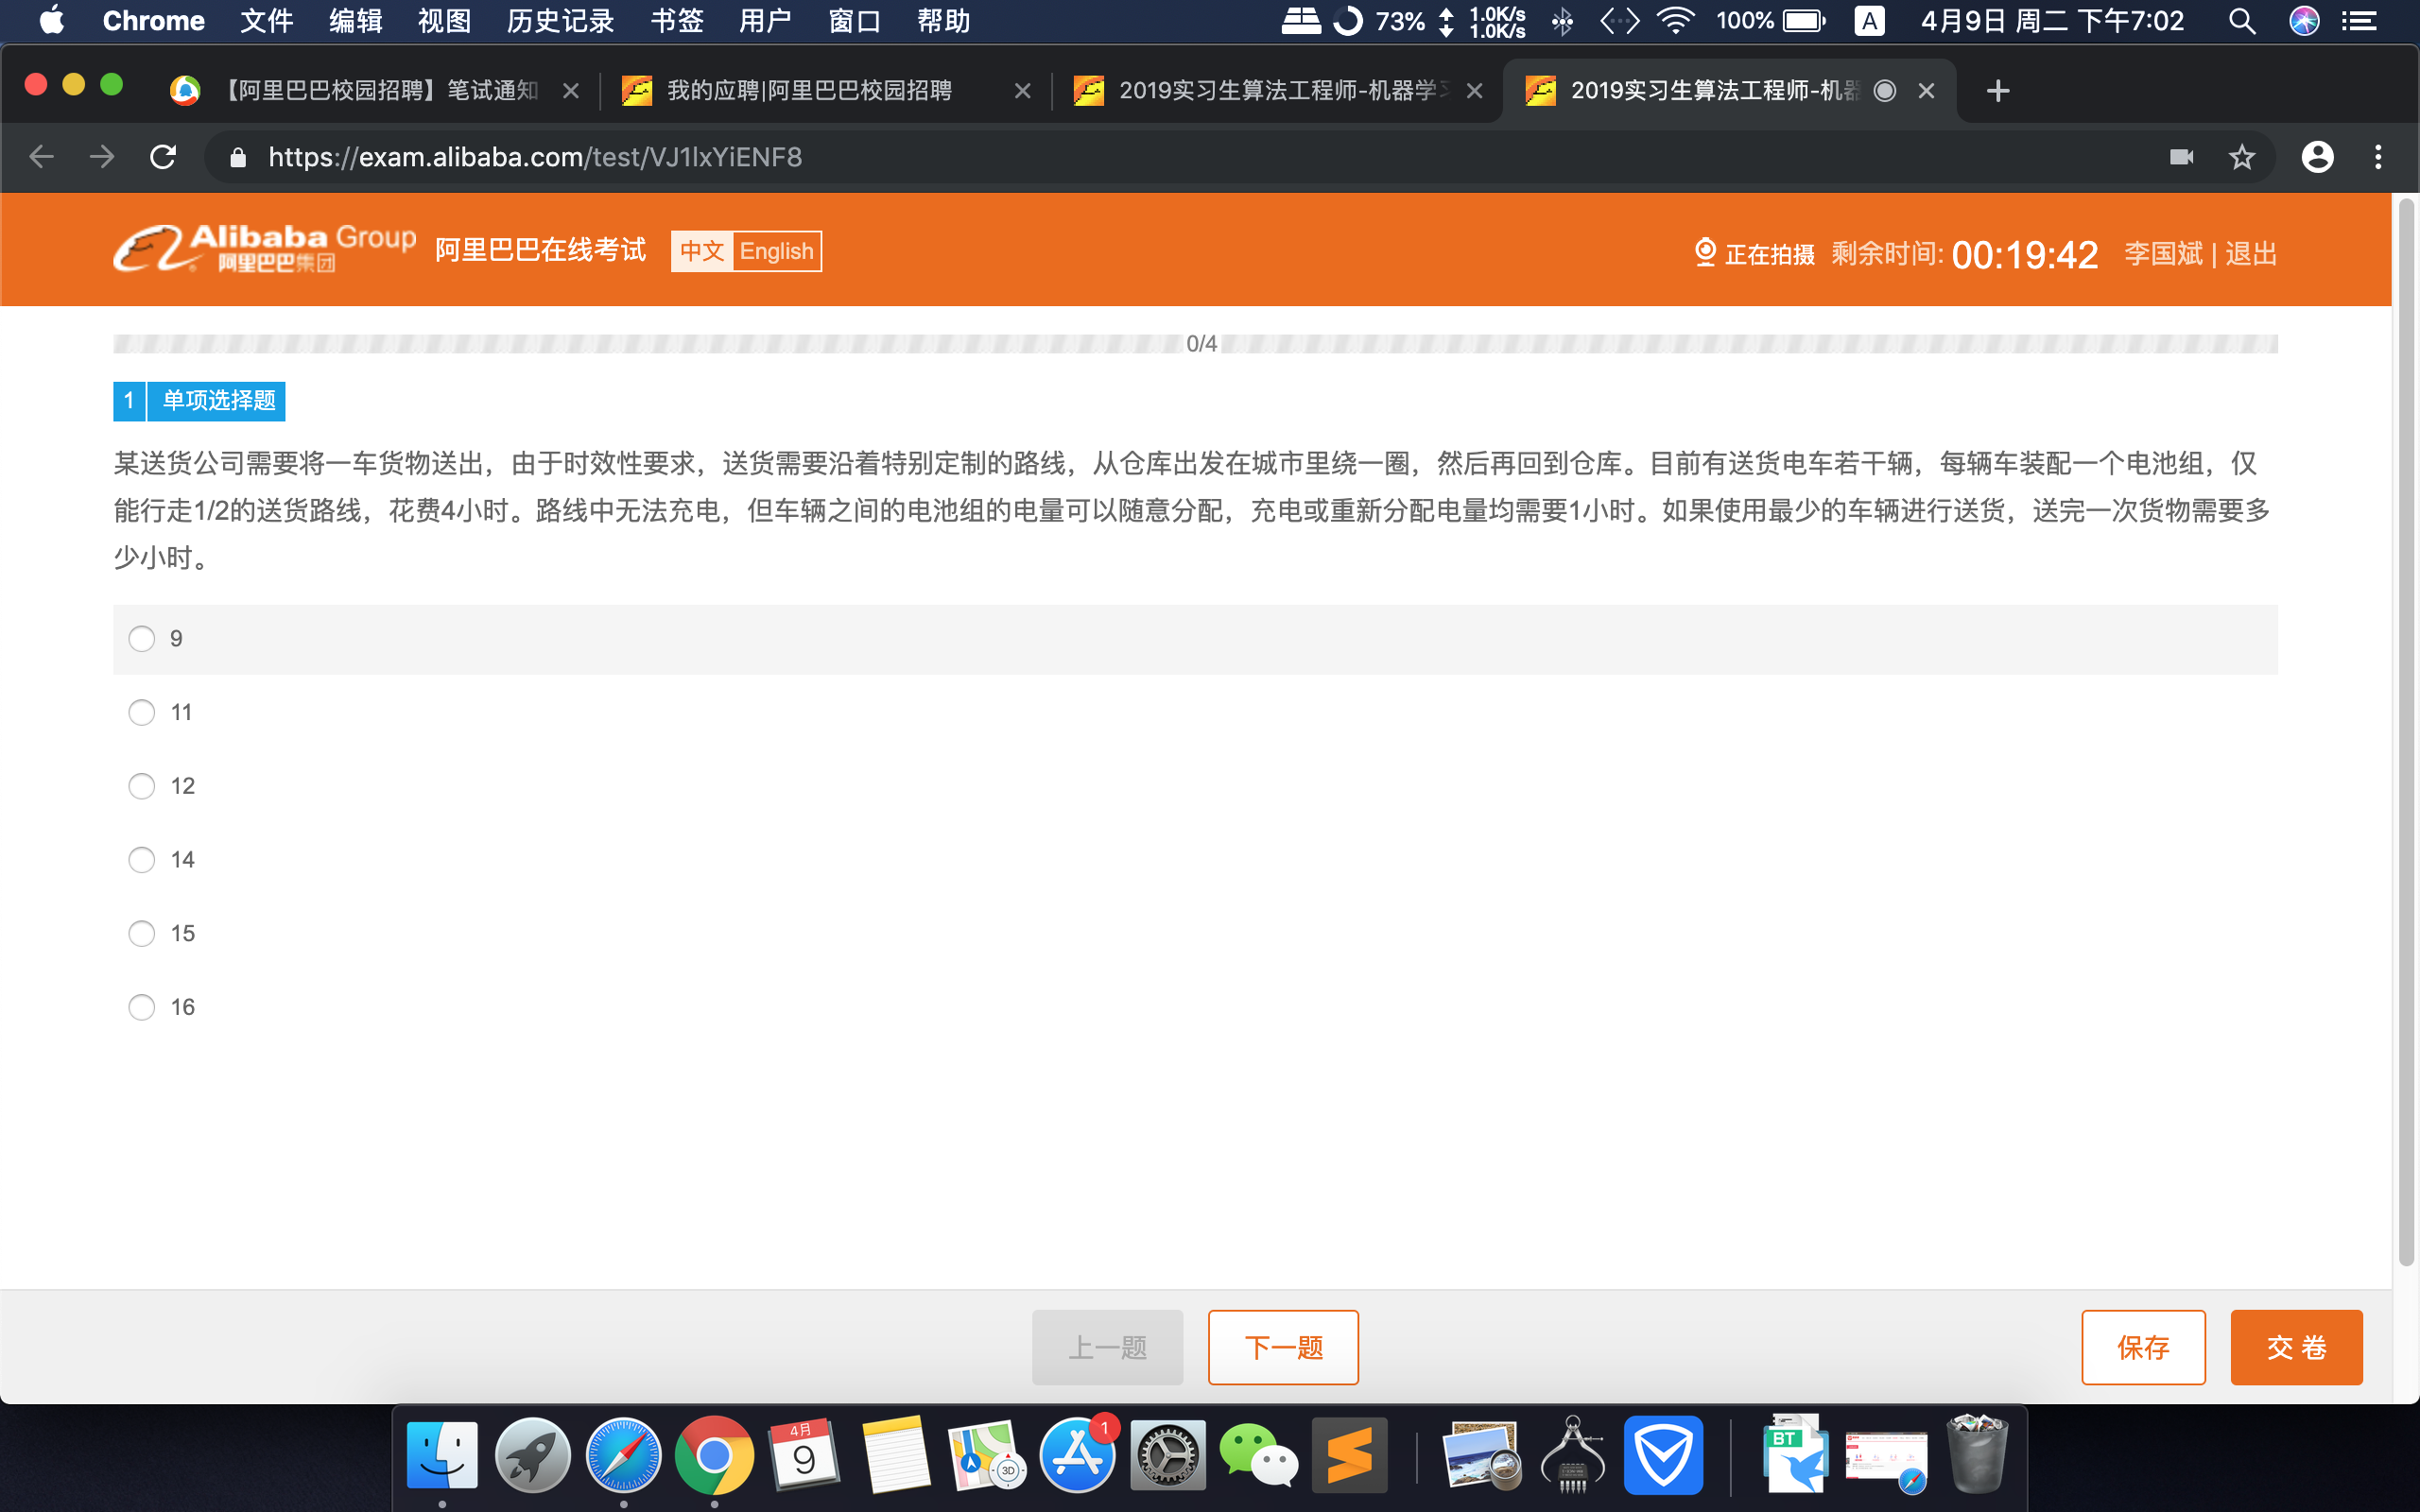 Chrome 文件 编辑 视图 历史记录 书签 用户 窗口 帮助 73% 1.0K/s 1.0K/s 100% A 4月9日 周二 下午7:02
【阿里巴巴校园招聘】笔试通知 我的应聘|阿里巴巴校园招聘 2019实习生算法工程师-机器学习 2019实习生算法工程师-机器
https://exam.alibaba.com/test/VJ1lxYiENF8
Alibaba Group 阿里巴巴集团 阿里巴巴在线考试 中文 English 正在拍摄 剩余时间: 00:19:42 李国斌 | 退出
0/4
1 单项选择题
某送货公司需要将一车货物送出，由于时效性要求，送货需要沿着特别定制的路线，从仓库出发在城市里绕一圈，然后再回到仓库。目前有送货电车若干辆，每辆车装配一个电池组，仅
能行走1/2的送货路线，花费4小时。路线中无法充电，但车辆之间的电池组的电量可以随意分配，充电或重新分配电量均需要1小时。如果使用最少的车辆进行送货，送完一次货物需要多
少小时。
9
11
12
14
15
16
上一题 下一题 保存 交 卷
4月
9
3D
1
BT